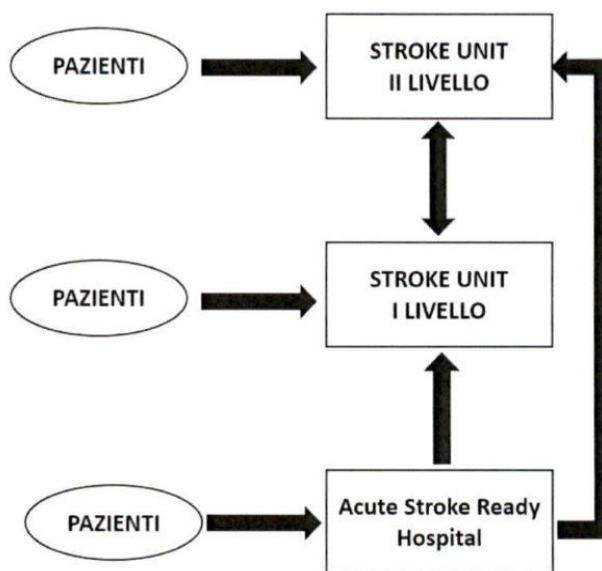 PAZIENTI
STROKE UNIT
II LIVELLO
PAZIENTI
STROKE UNIT
I LIVELLO
PAZIENTI
Acute Stroke Ready
Hospital